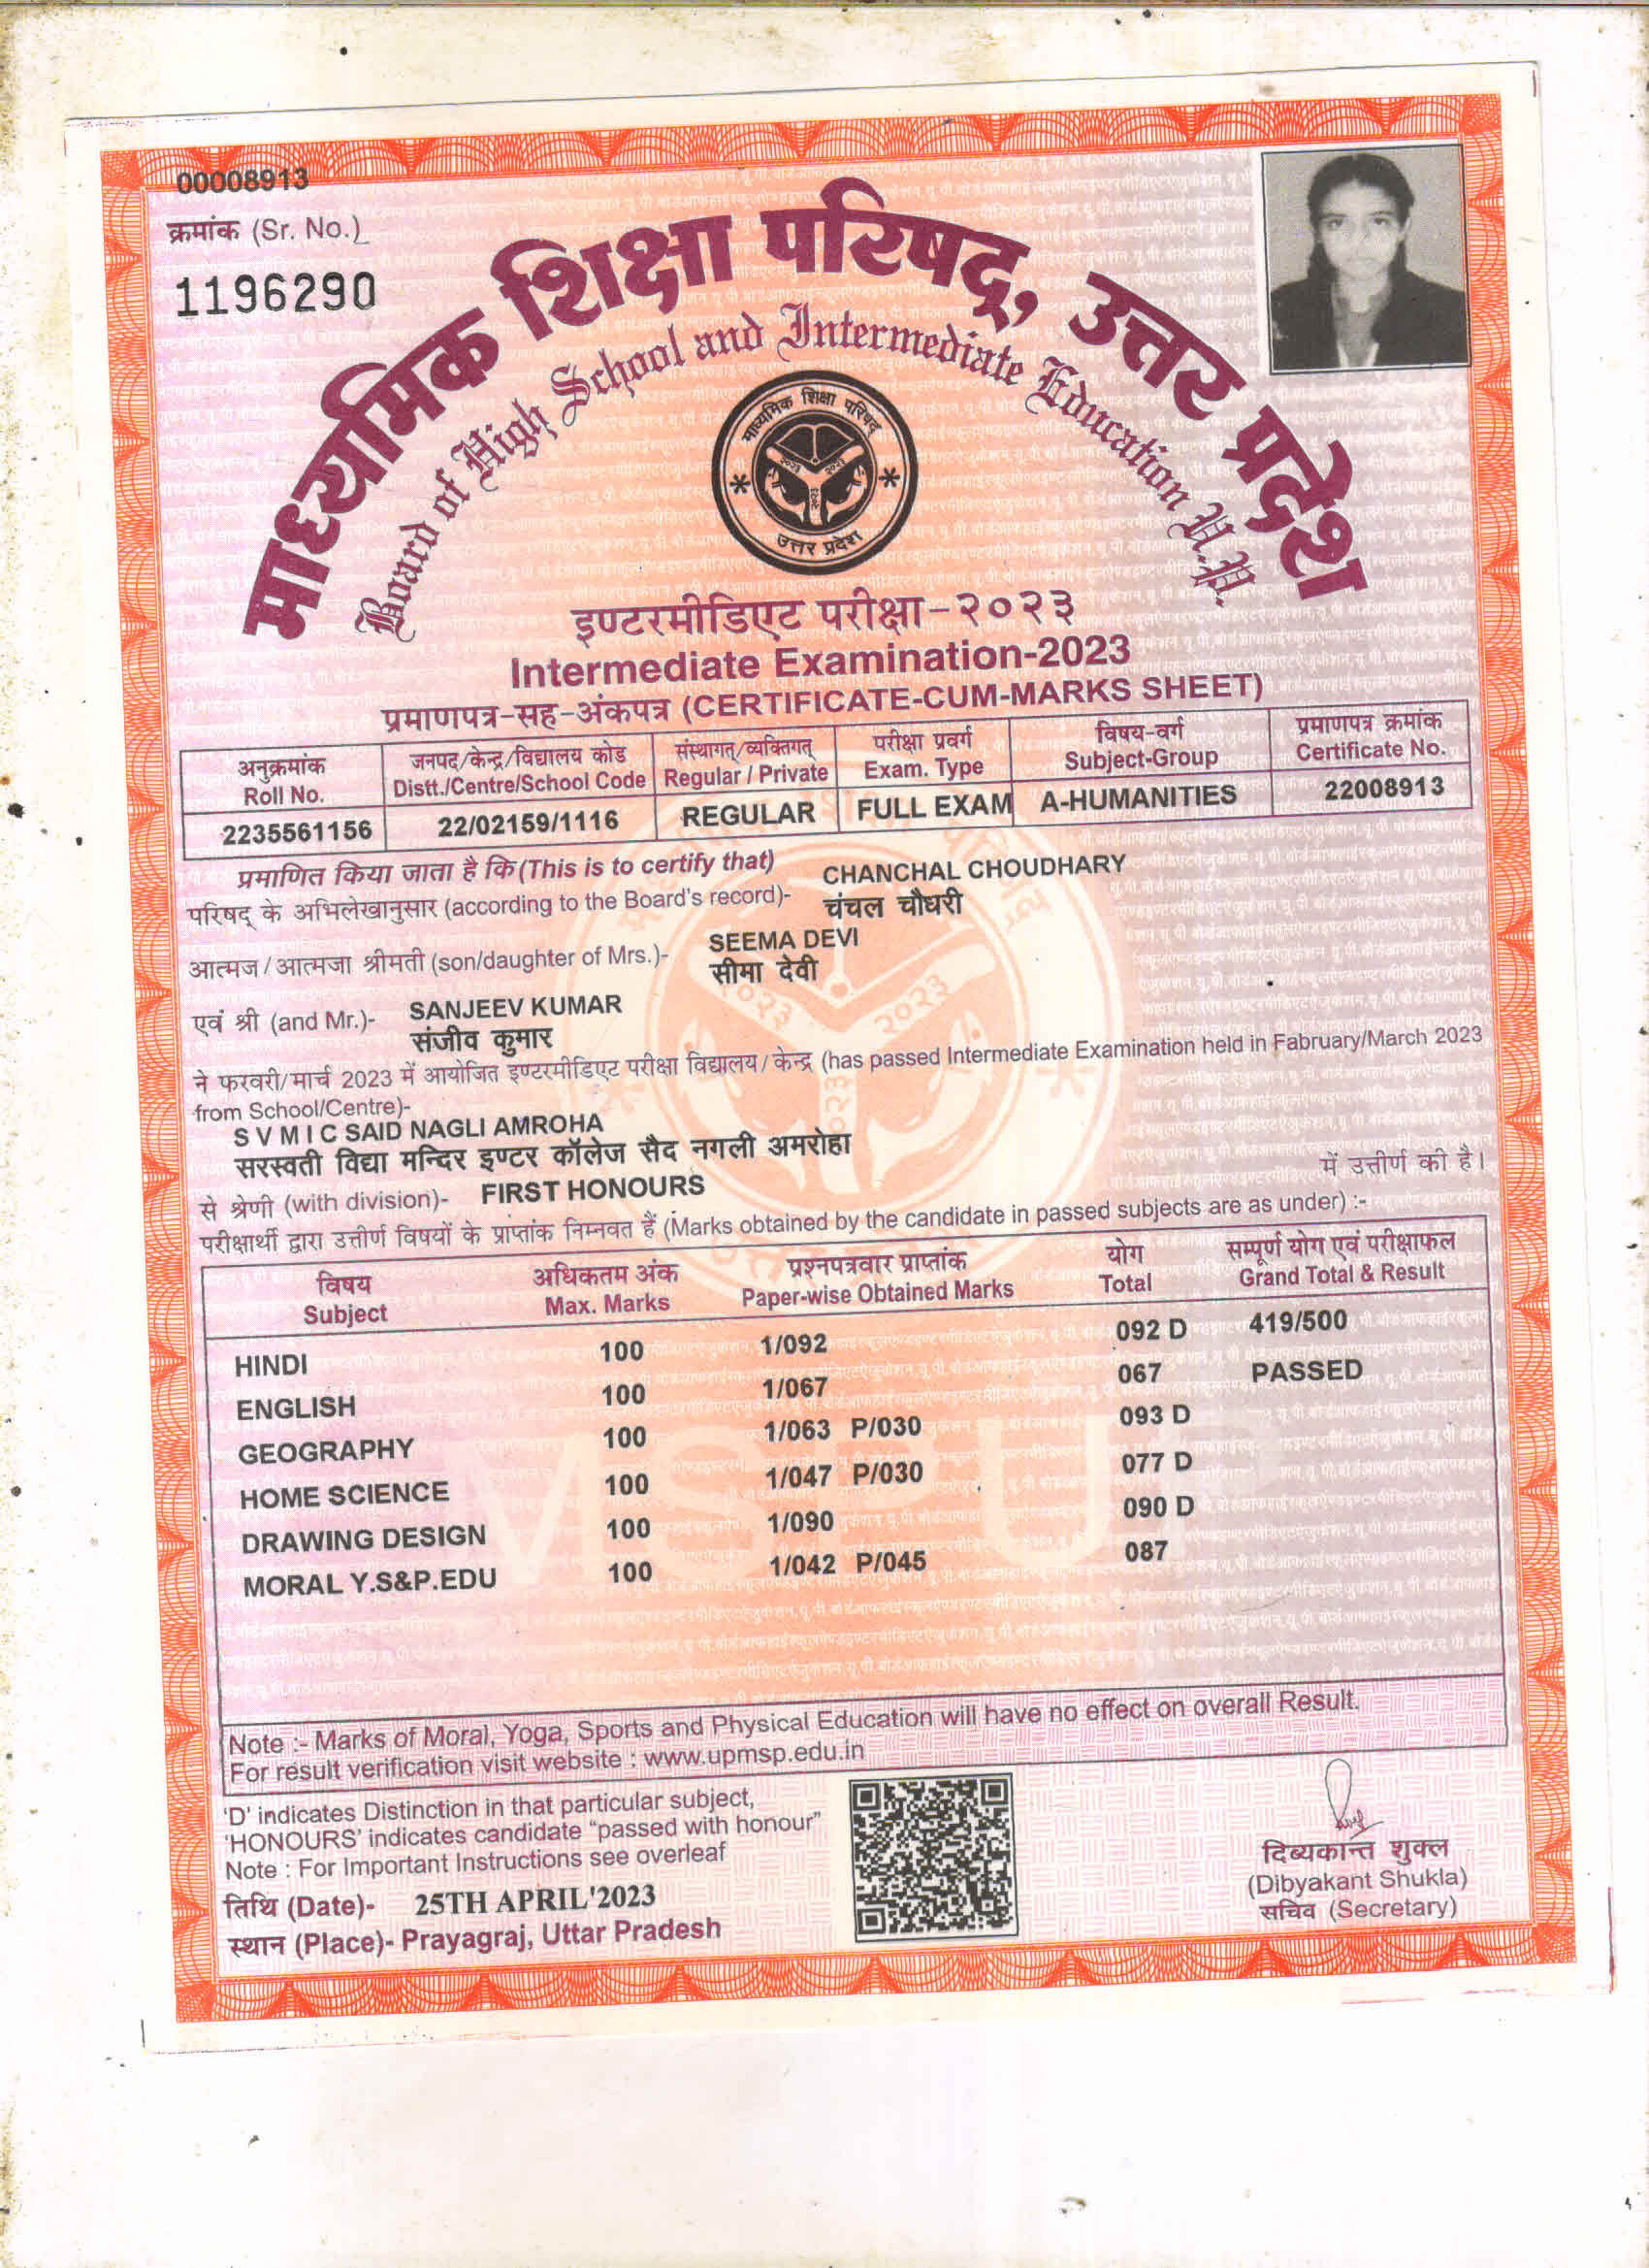 00008913
क्रमांक (Sr. No.)
1196290
माध्यमिक शिक्षा परिषद्, उत्तर प्रदेश
Board of High School and Intermediate Education U.P.
माध्यमिक शिक्षा परिषद्
२०२३ २०२३
२०२३
उत्तर प्रदेश
इण्टरमीडिएट परीक्षा-२०२३
Intermediate Examination-2023
प्रमाणपत्र-सह-अंकपत्र (CERTIFICATE-CUM-MARKS SHEET)
अनुक्रमांक जनपद/केन्द्र/विद्यालय कोड संस्थागत्/व्यक्तिगत् परीक्षा प्रवर्ग विषय-वर्ग प्रमाणपत्र क्रमांक
Roll No. Distt./Centre/School Code Regular / Private Exam. Type Subject-Group Certificate No.
2235561156 22/02159/1116 REGULAR FULL EXAM A-HUMANITIES 22008913
प्रमाणित किया जाता है कि (This is to certify that) CHANCHAL CHOUDHARY
परिषद् के अभिलेखानुसार (according to the Board's record)- चंचल चौधरी
SEEMA DEVI
आत्मज / आत्मजा श्रीमती (son/daughter of Mrs.)- सीमा देवी
एवं श्री (and Mr.)- SANJEEV KUMAR
संजीव कुमार
ने फरवरी/मार्च 2023 में आयोजित इण्टरमीडिएट परीक्षा विद्यालय / केन्द्र (has passed Intermediate Examination held in Fabruary/March 2023
from School/Centre)-
S V M I C SAID NAGLI AMROHA
सरस्वती विद्या मन्दिर इण्टर कॉलेज सैद नगली अमरोहा
से श्रेणी (with division)- FIRST HONOURS में उत्तीर्ण की है।
परीक्षार्थी द्वारा उत्तीर्ण विषयों के प्राप्तांक निम्नवत हैं (Marks obtained by the candidate in passed subjects are as under) :-
विषय अधिकतम अंक प्रश्नपत्रवार प्राप्तांक योग सम्पूर्ण योग एवं परीक्षाफल
Subject Max. Marks Paper-wise Obtained Marks Total Grand Total & Result
HINDI 100 1/092 092 D 419/500
ENGLISH 100 1/067 067 PASSED
GEOGRAPHY 100 1/063 P/030 093 D
HOME SCIENCE 100 1/047 P/030 077 D
DRAWING DESIGN 100 1/090 090 D
MORAL Y.S&P.EDU 100 1/042 P/045 087
Note :- Marks of Moral, Yoga, Sports and Physical Education will have no effect on overall Result.
For result verification visit website : www.upmsp.edu.in
'D' indicates Distinction in that particular subject,
'HONOURS' indicates candidate "passed with honour"
Note : For Important Instructions see overleaf
तिथि (Date)- 25TH APRIL'2023
स्थान (Place)- Prayagraj, Uttar Pradesh
दिब्यकान्त शुक्ल
(Dibyakant Shukla)
सचिव (Secretary)